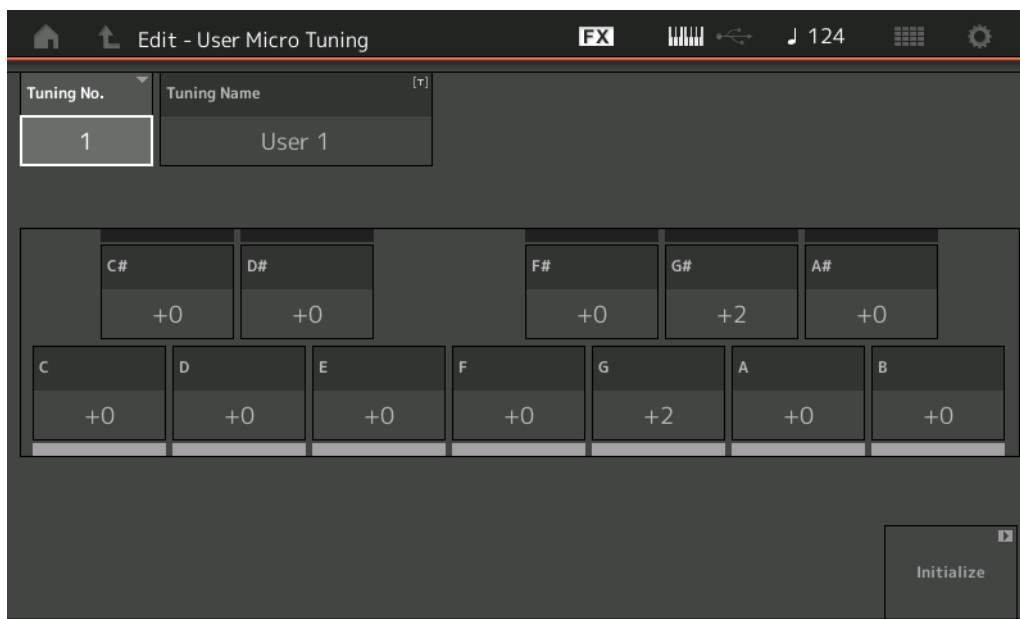 Edit - User Micro Tuning FX ♩ 124
Tuning No. Tuning Name [T]
1 User 1
C# D# F# G# A#
+0 +0 +0 +2 +0
C D E F G A B
+0 +0 +0 +0 +2 +0 +0
Initialize